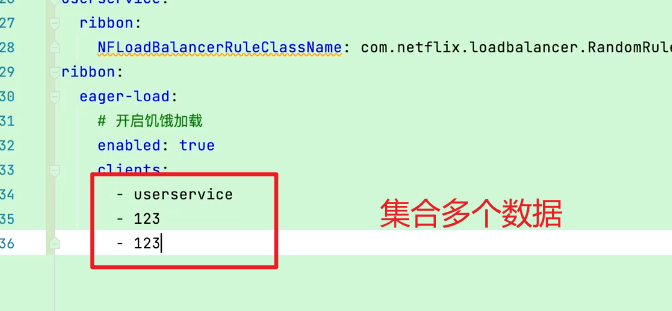 userservice:
27 ribbon:
28 NFLoadBalancerRuleClassName: com.netflix.loadbalancer.RandomRule
29 ribbon:
30 eager-load:
31 # 开启饥饿加载
32 enabled: true
33 clients:
34 - userservice
35 - 123
36 - 123
集合多个数据